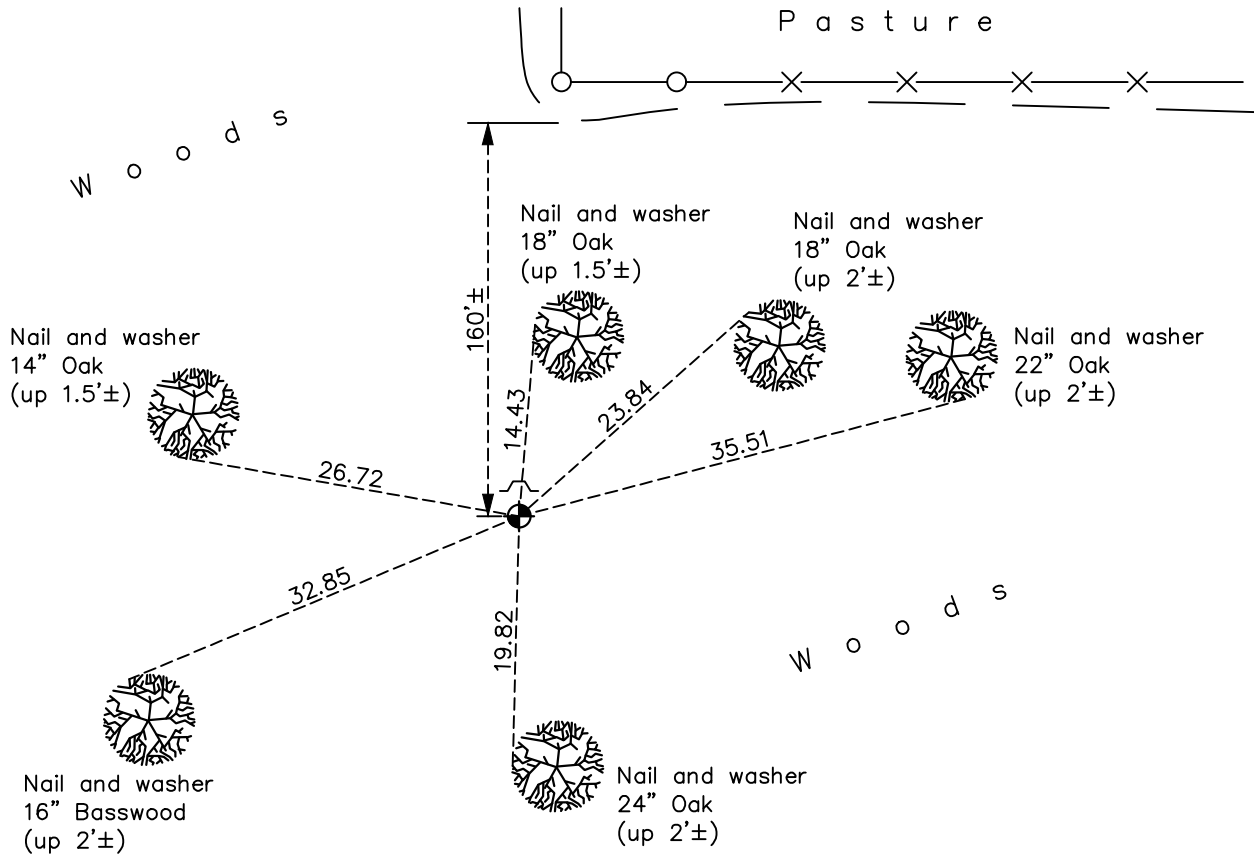 Pasture
Woods
Nail and washer
18” Oak
(up 1.5’±)
Nail and washer
18” Oak
(up 2’±)
160’±
Nail and washer
14” Oak
(up 1.5’±)
Nail and washer
22” Oak
(up 2’±)
14.43
23.84
35.51
26.72
32.85
19.82
Woods
Nail and washer
16” Basswood
(up 2’±)
Nail and washer
24” Oak
(up 2’±)